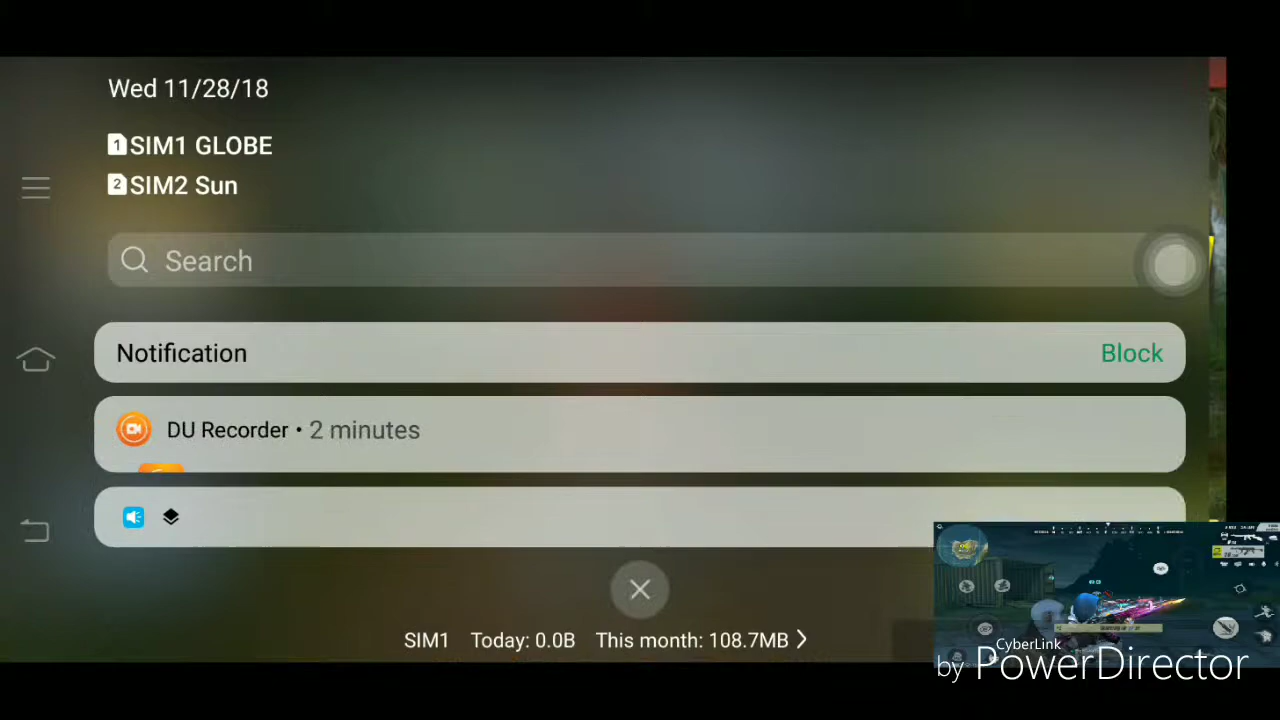 Wed 11/28/18
1 SIM1 GLOBE
2 SIM2 Sun
Search
Notification Block
DU Recorder • 2 minutes
SIM1 Today: 0.0B This month: 108.7MB
CyberLink
by PowerDirector